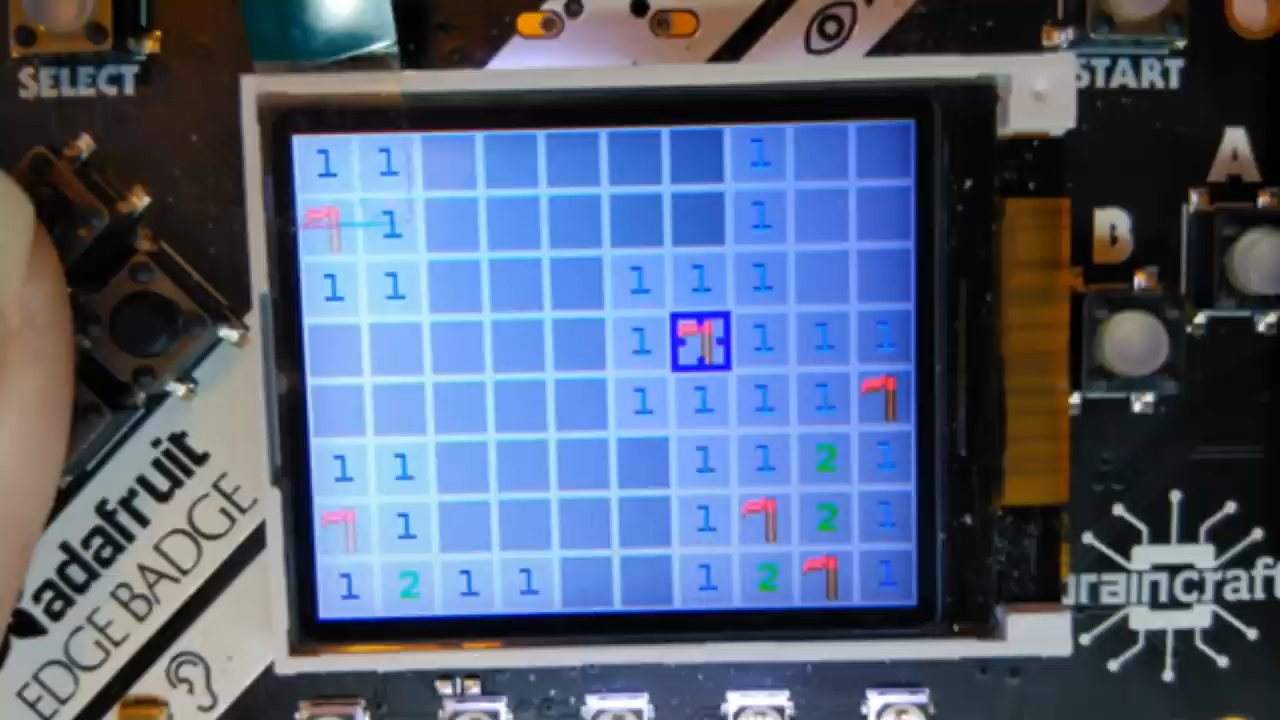 SELECT
START
A
B
1 1 1
1 1
1 1 1 1 1
1 1 1 1
1 1 1 1
1 1 1 1 2 1
1 1 2 1
1 2 1 1 1 2 1
adafruit
EDGE BADGE
braincraft